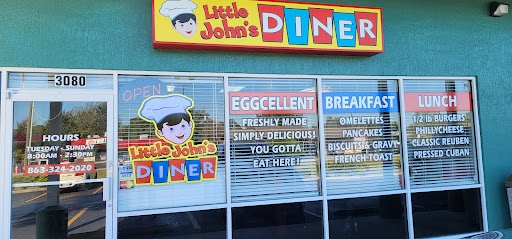 Little
John's
DINER
3080
HOURS
TUESDAY - SUNDAY
8:00AM - 2:30PM
863-324-2020
OPEN
Little John's
DINER
EGGCELLENT
FRESHLY MADE
SIMPLY DELICIOUS!
YOU GOTTA
EAT HERE!
BREAKFAST
OMELETTES
PANCAKES
BISCUITS & GRAVY
FRENCH TOAST
LUNCH
1/2 lb BURGERS
PHILLYCHEESE
CLASSIC REUBEN
PRESSED CUBAN